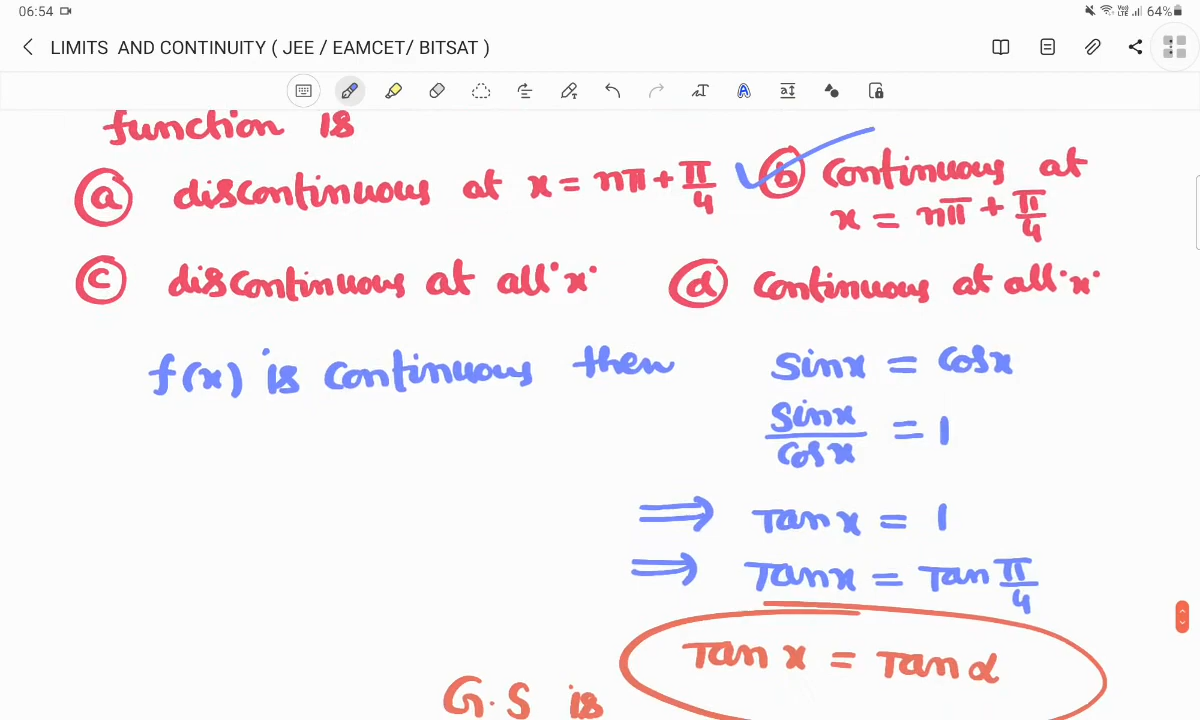 06:54
Vo) LTE 64%
LIMITS AND CONTINUITY ( JEE / EAMCET/ BITSAT )
function is
(a) discontinuous at x = nπ + π/4 (b) continuous at x = nπ + π/4
(c) discontinuous at all 'x' (d) continuous at all 'x'
f(x) is continuous then sinx = cosx
sinx/cosx = 1
⟹ Tanx = 1
⟹ Tanx = Tan π/4
Tan x = Tan α
G.S is